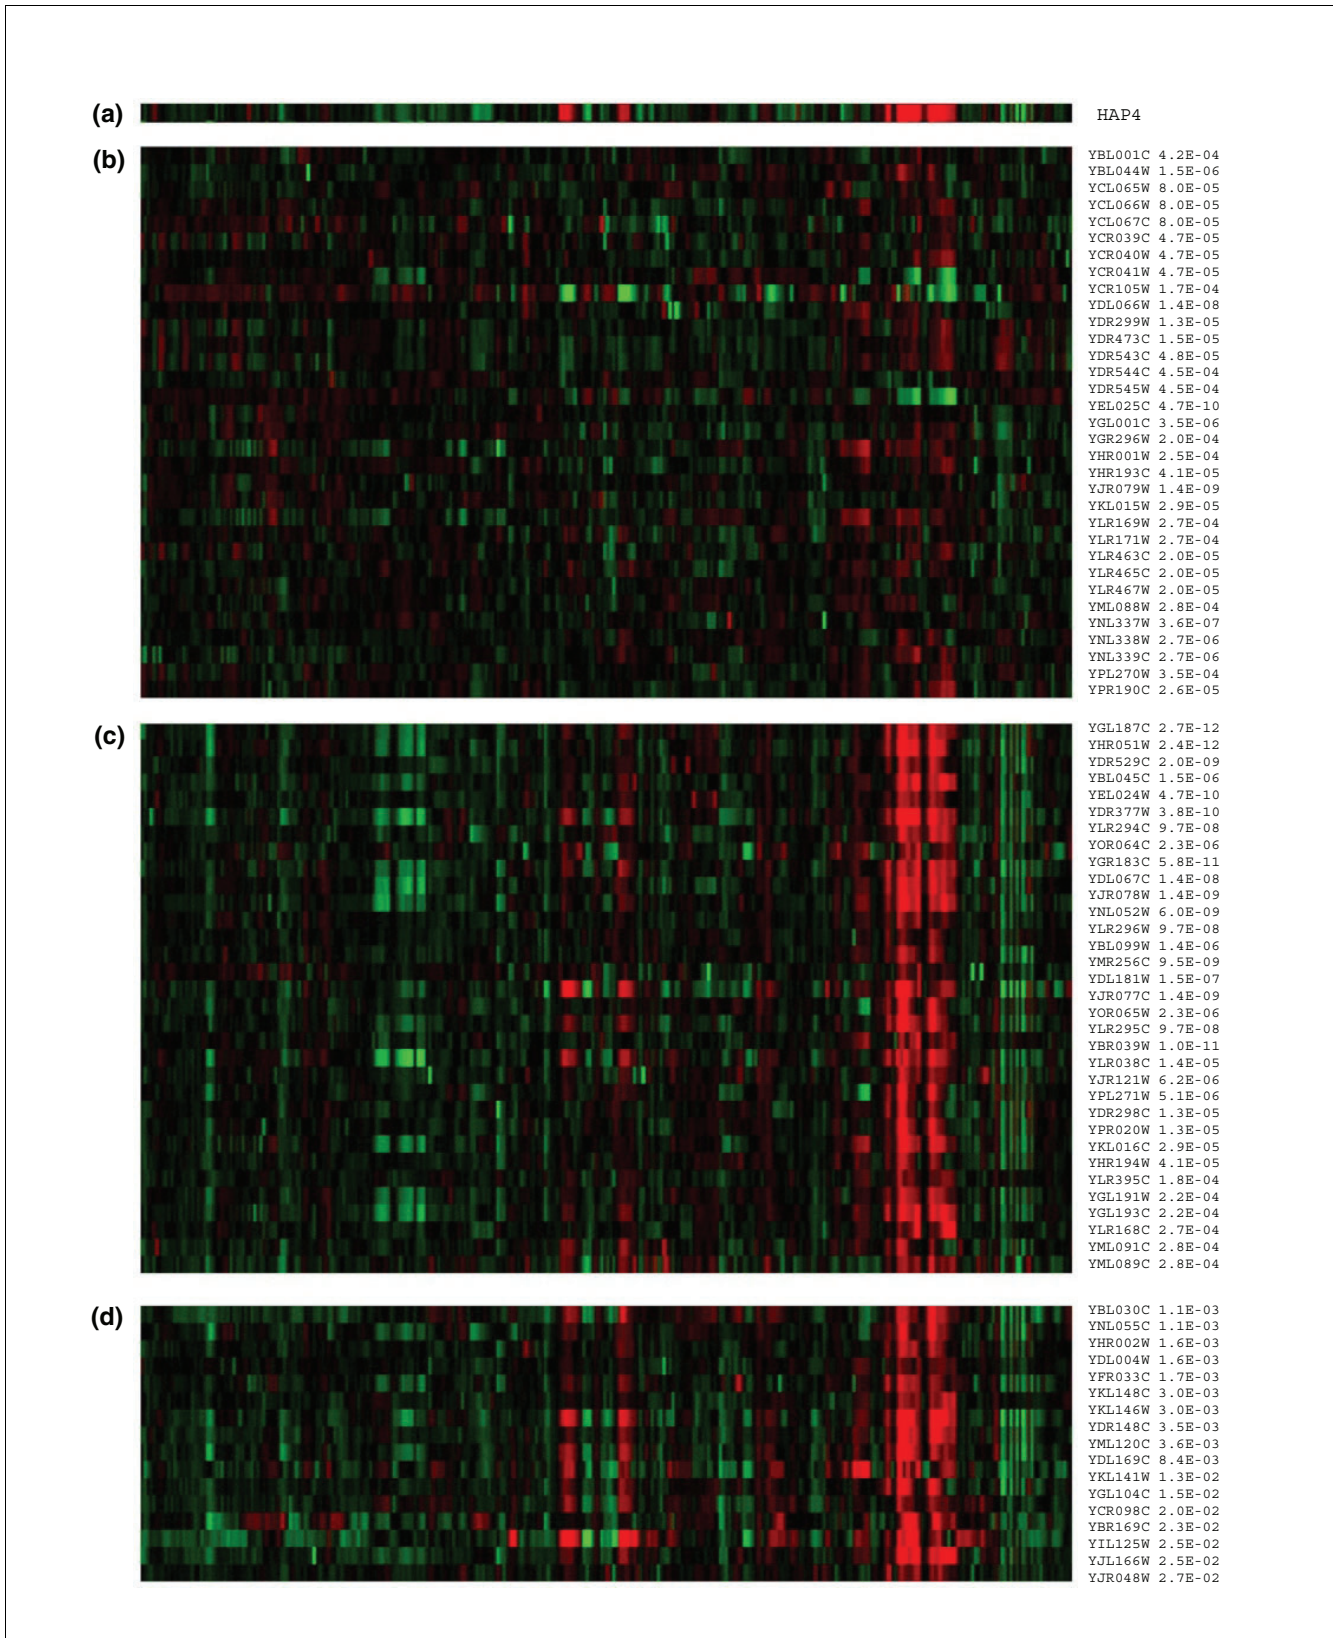 (a)
HAP4
(b)
YBL001C 4.2E-04
YBL044W 1.5E-06
YCL065W 8.0E-05
YCL066W 8.0E-05
YCL067C 8.0E-05
YCR039C 4.7E-05
YCR040W 4.7E-05
YCR041W 4.7E-05
YCR105W 1.7E-04
YDL066W 1.4E-08
YDR299W 1.3E-05
YDR473C 1.5E-05
YDR543C 4.8E-05
YDR544C 4.5E-04
YDR545W 4.5E-04
YEL025C 4.7E-10
YGL001C 3.5E-06
YGR296W 2.0E-04
YHR001W 2.5E-04
YHR193C 4.1E-05
YJR079W 1.4E-09
YKL015W 2.9E-05
YLR169W 2.7E-04
YLR171W 2.7E-04
YLR463C 2.0E-05
YLR465C 2.0E-05
YLR467W 2.0E-05
YML088W 2.8E-04
YNL337W 3.6E-07
YNL338W 2.7E-06
YNL339C 2.7E-06
YPL270W 3.5E-04
YPR190C 2.6E-05
(c)
YGL187C 2.7E-12
YHR051W 2.4E-12
YDR529C 2.0E-09
YBL045C 1.5E-06
YEL024W 4.7E-10
YDR377W 3.8E-10
YLR294C 9.7E-08
YOR064C 2.3E-06
YGR183C 5.8E-11
YDL067C 1.4E-08
YJR078W 1.4E-09
YNL052W 6.0E-09
YLR296W 9.7E-08
YBL099W 1.4E-06
YMR256C 9.5E-09
YDL181W 1.5E-07
YJR077C 1.4E-09
YOR065W 2.3E-06
YLR295C 9.7E-08
YBR039W 1.0E-11
YLR038C 1.4E-05
YJR121W 6.2E-06
YPL271W 5.1E-06
YDR298C 1.3E-05
YPR020W 1.3E-05
YKL016C 2.9E-05
YHR194W 4.1E-05
YLR395C 1.8E-04
YGL191W 2.2E-04
YGL193C 2.2E-04
YLR168C 2.7E-04
YML091C 2.8E-04
YML089C 2.8E-04
(d)
YBL030C 1.1E-03
YNL055C 1.1E-03
YHR002W 1.6E-03
YDL004W 1.6E-03
YFR033C 1.7E-03
YKL148C 3.0E-03
YKL146W 3.0E-03
YDR148C 3.5E-03
YML120C 3.6E-03
YDL169C 8.4E-03
YKL141W 1.3E-02
YGL104C 1.5E-02
YCR098C 2.0E-02
YBR169C 2.3E-02
YIL125W 2.5E-02
YJL166W 2.5E-02
YJR048W 2.7E-02